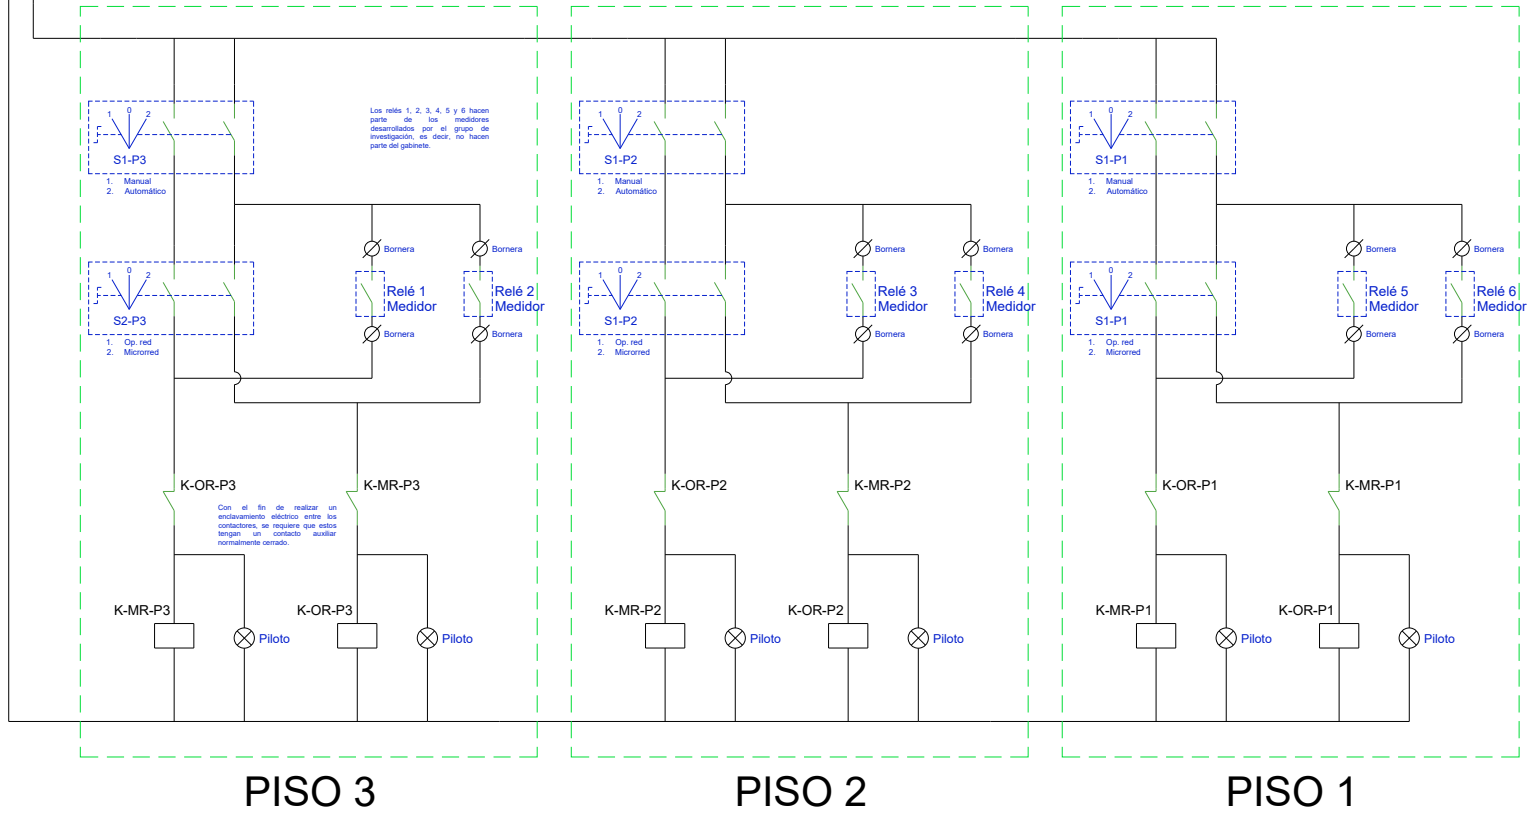 1 0 2
S1-P3
1. Manual
2. Automático
Los relés 1, 2, 3, 4, 5 y 6 hacen
parte de los medidores
desarrollados por el grupo de
investigación, es decir, no hacen
parte del gabinete.
Bornera
Bornera
1 0 2
S2-P3
1. Op. red
2. Microrred
Relé 1
Medidor
Relé 2
Medidor
Bornera
Bornera
K-OR-P3
K-MR-P3
Con el fin de realizar un
enclavamiento eléctrico entre los
contactores, se requiere que estos
tengan un contacto auxiliar
normalmente cerrado.
K-MR-P3
Piloto
K-OR-P3
Piloto
PISO 3
1 0 2
S1-P2
1. Manual
2. Automático
Bornera
Bornera
1 0 2
S1-P2
1. Op. red
2. Microrred
Relé 3
Medidor
Relé 4
Medidor
Bornera
Bornera
K-OR-P2
K-MR-P2
K-MR-P2
Piloto
K-OR-P2
Piloto
PISO 2
1 0 2
S1-P1
1. Manual
2. Automático
Bornera
Bornera
1 0 2
S1-P1
1. Op. red
2. Microrred
Relé 5
Medidor
Relé 6
Medidor
Bornera
Bornera
K-OR-P1
K-MR-P1
K-MR-P1
Piloto
K-OR-P1
Piloto
PISO 1